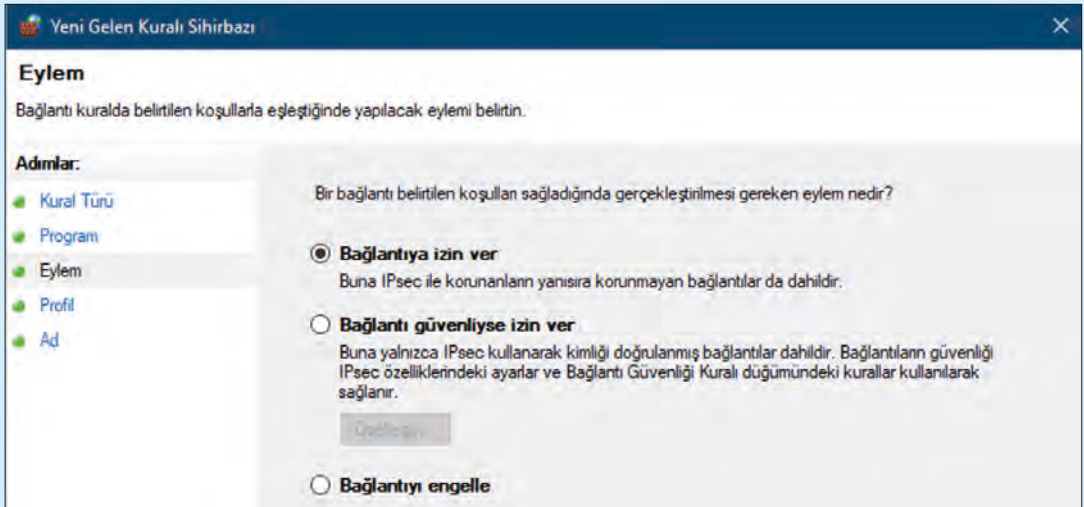 Yeni Gelen Kuralı Sihirbazı
Eylem
Bağlantı kuralda belirtilen koşullarla eşleştiğinde yapılacak eylemi belirtin.
Adımlar:
Kural Türü
Program
Eylem
Profil
Ad
Bir bağlantı belirtilen koşulları sağladığında gerçekleştirilmesi gereken eylem nedir?
Bağlantıya izin ver
Buna IPsec ile korunanların yanısıra korunmayan bağlantılar da dahildir.
Bağlantı güvenliyse izin ver
Buna yalnızca IPsec kullanarak kimliği doğrulanmış bağlantılar dahildir. Bağlantıların güvenliği
IPsec özelliklerindeki ayarlar ve Bağlantı Güvenliği Kuralı düğümündeki kurallar kullanılarak
sağlanır.
Bağlantıyı engelle